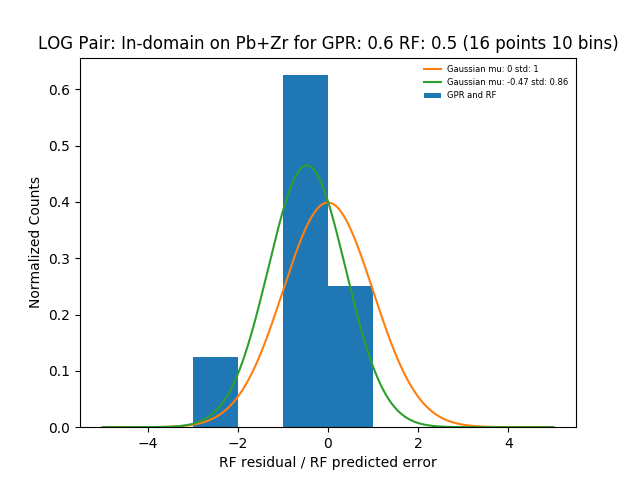 LOG Pair: In-domain on Pb+Zr for GPR: 0.6 RF: 0.5 (16 points 10 bins)
Gaussian mu: 0 std: 1
Gaussian mu: -0.47 std: 0.86
GPR and RF
Normalized Counts
0.6
0.5
0.4
0.3
0.2
0.1
0.0
−4
−2
0
2
4
RF residual / RF predicted error